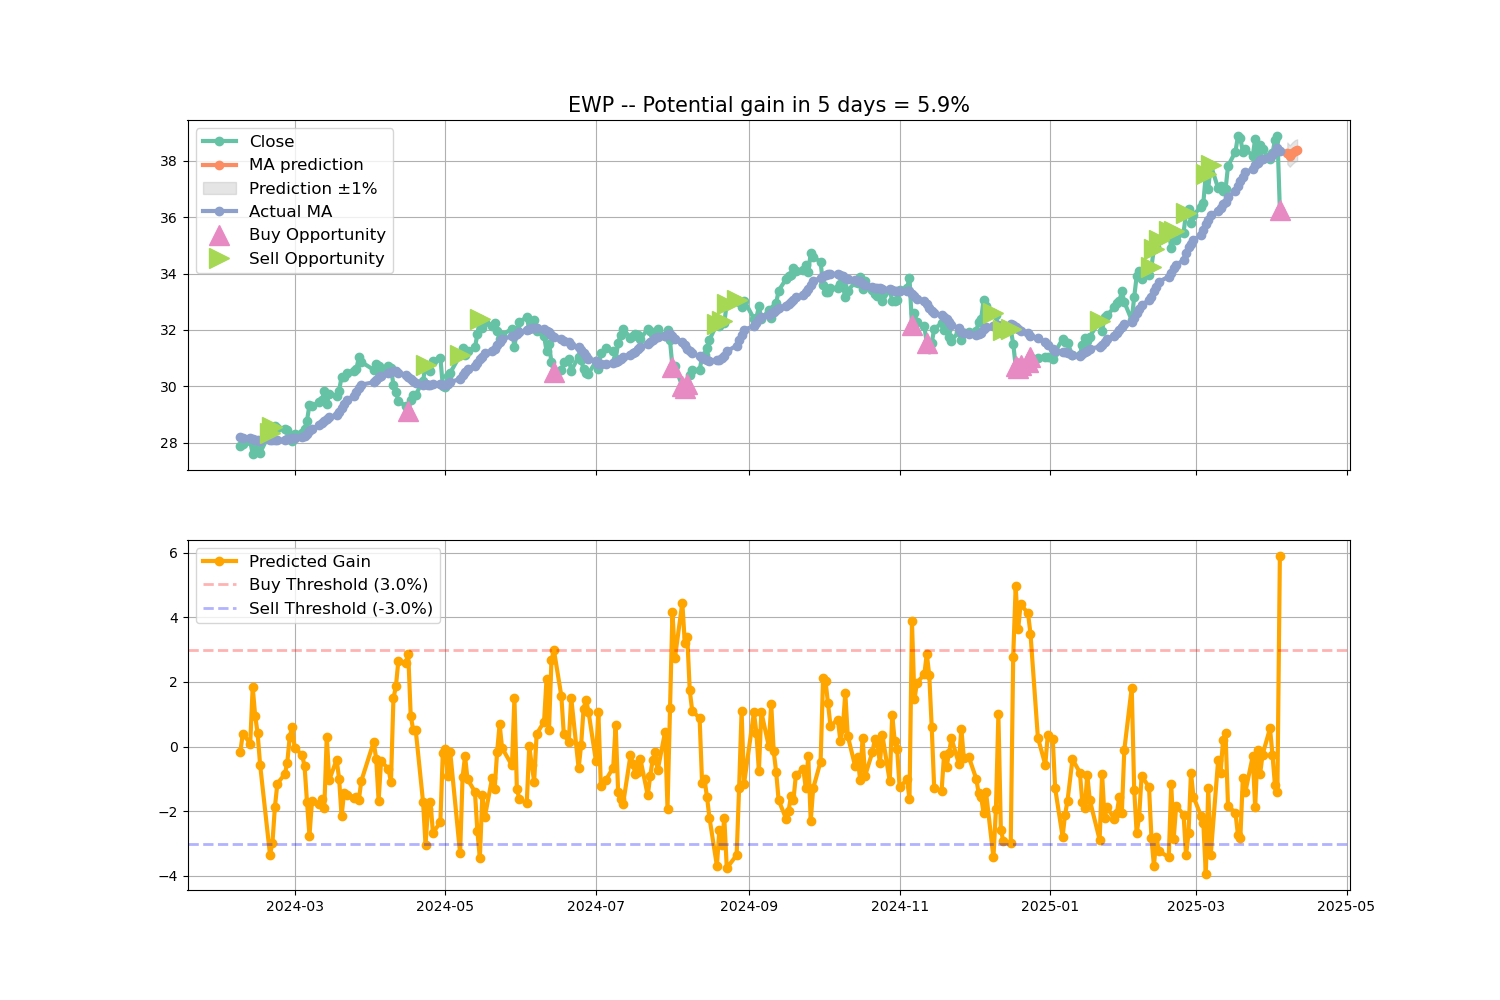 EWP -- Potential gain in 5 days = 5.9%
Close
MA prediction
Prediction ±1%
Actual MA
Buy Opportunity
Sell Opportunity
38
36
34
32
30
28
Predicted Gain
Buy Threshold (3.0%)
Sell Threshold (-3.0%)
6
4
2
0
−2
−4
2024-03 2024-05 2024-07 2024-09 2024-11 2025-01 2025-03 2025-05